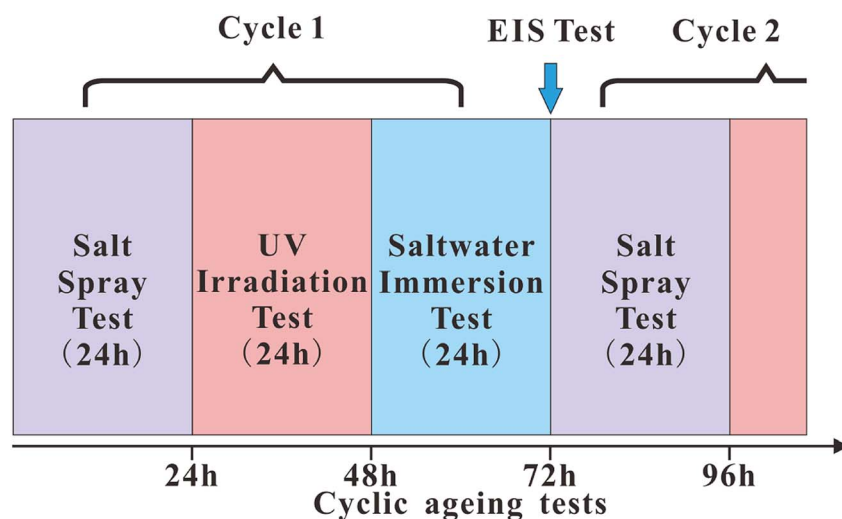 Cycle 1
EIS Test
Cycle 2
Salt
Spray
Test
(24h)
UV
Irradiation
Test
(24h)
Saltwater
Immersion
Test
(24h)
Salt
Spray
Test
(24h)
24h
48h
72h
96h
Cyclic ageing tests